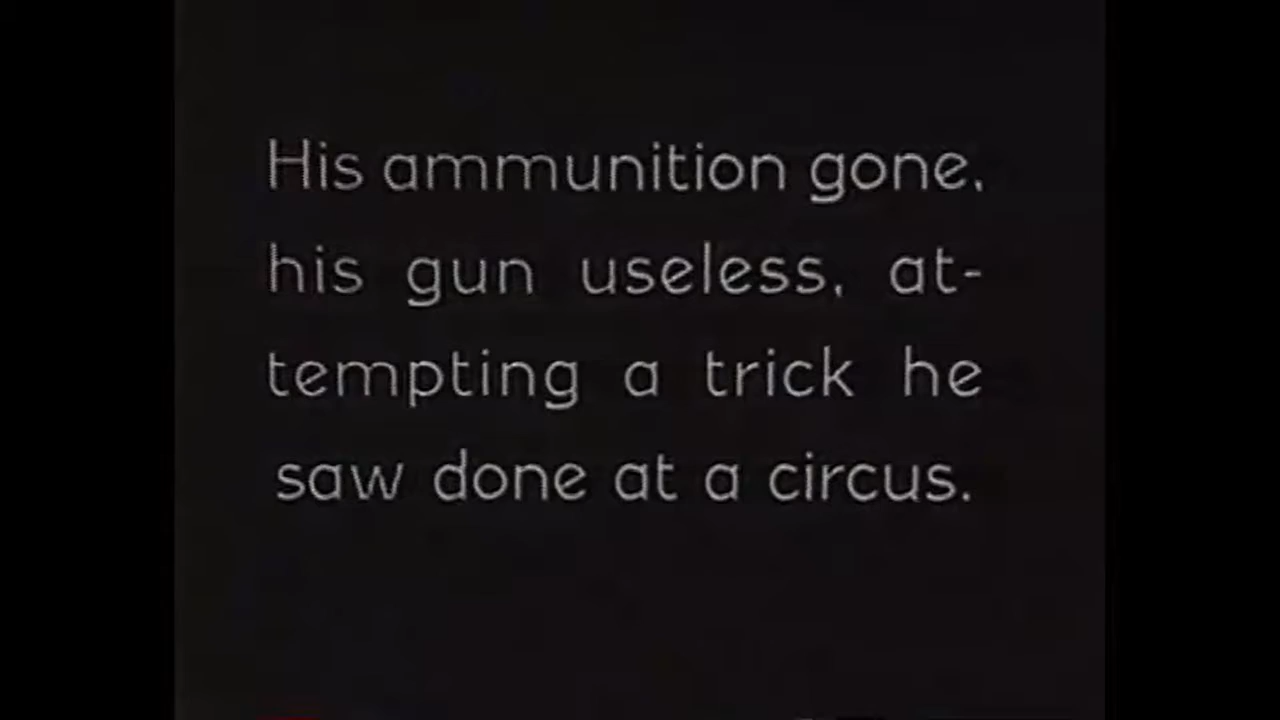 His ammunition gone,
his gun useless, at-
tempting a trick he
saw done at a circus.